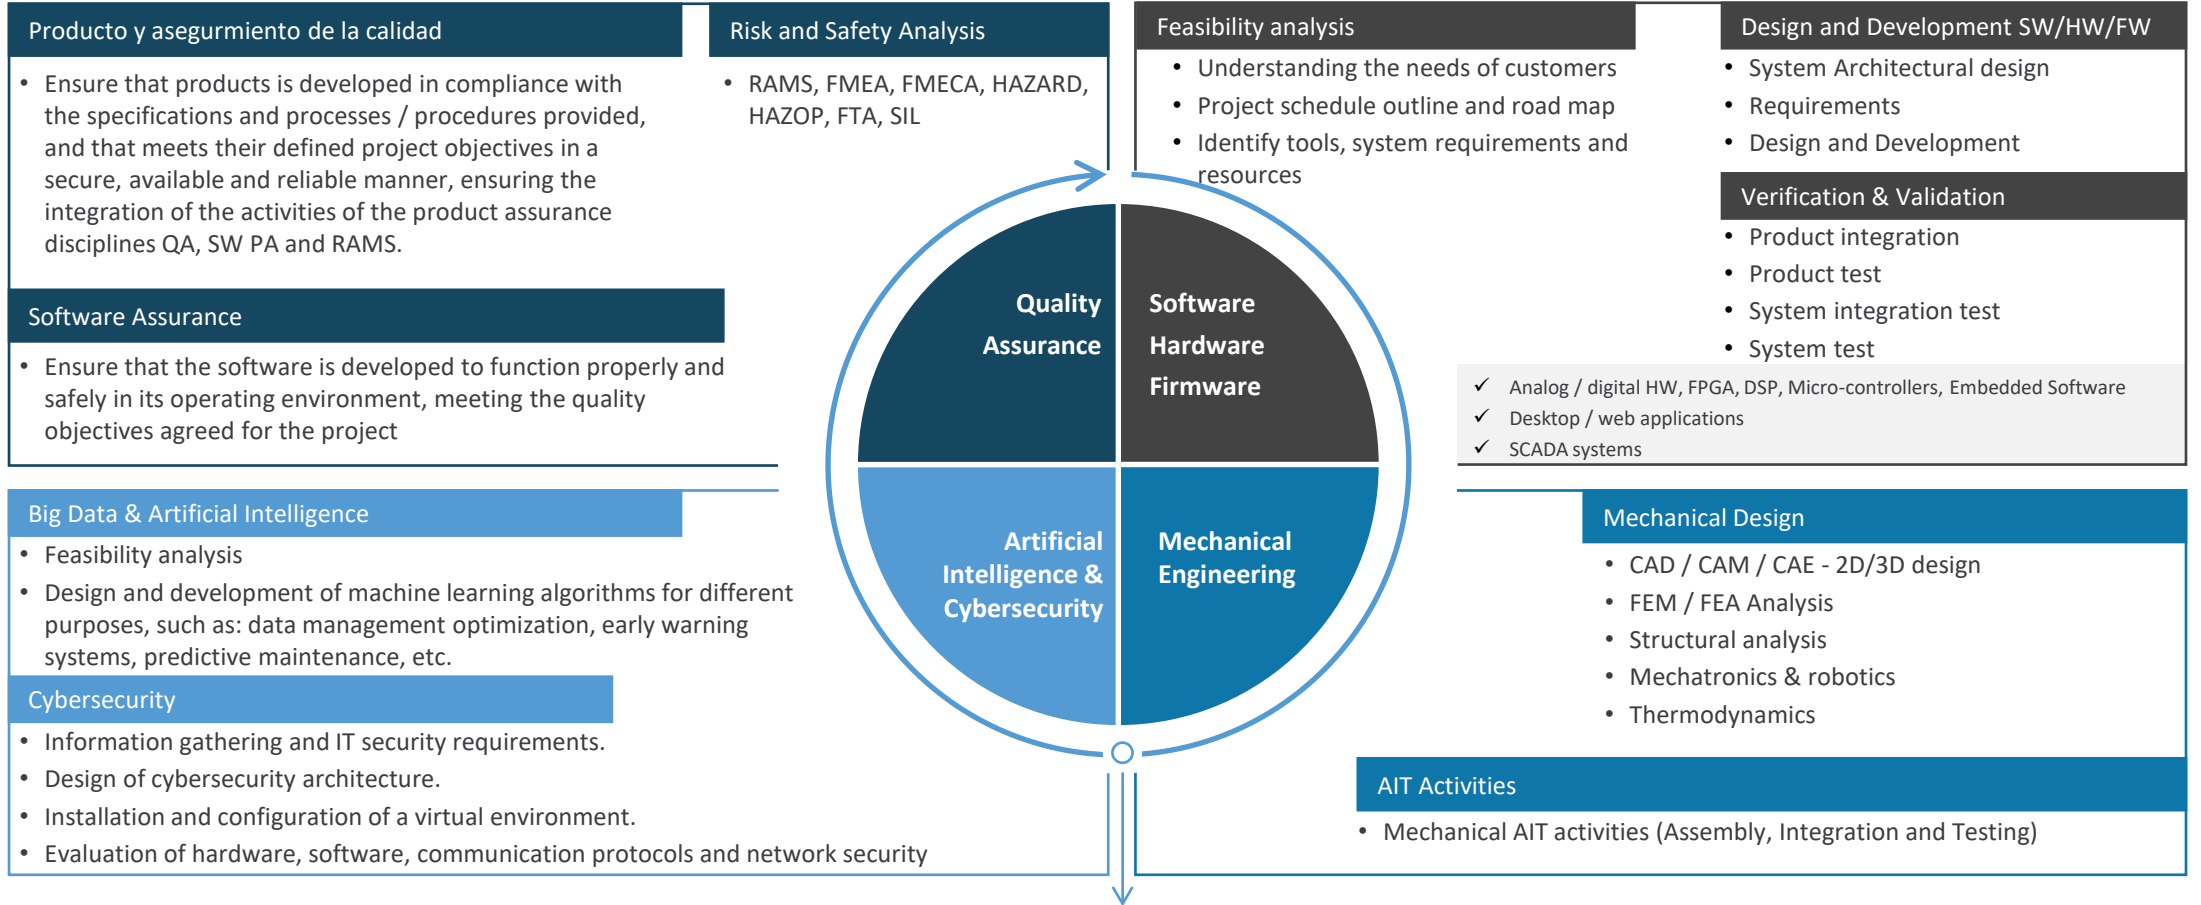 Producto y asegurmiento de la calidad
• Ensure that products is developed in compliance with
the specifications and processes / procedures provided,
and that meets their defined project objectives in a
secure, available and reliable manner, ensuring the
integration of the activities of the product assurance
disciplines QA, SW PA and RAMS.
Risk and Safety Analysis
• RAMS, FMEA, FMECA, HAZARD,
HAZOP, FTA, SIL
Software Assurance
• Ensure that the software is developed to function properly and
safely in its operating environment, meeting the quality
objectives agreed for the project
Feasibility analysis
• Understanding the needs of customers
• Project schedule outline and road map
• Identify tools, system requirements and
resources
Design and Development SW/HW/FW
• System Architectural design
• Requirements
• Design and Development
Verification & Validation
• Product integration
• Product test
• System integration test
• System test
✓ Analog / digital HW, FPGA, DSP, Micro-controllers, Embedded Software
✓ Desktop / web applications
✓ SCADA systems
Quality
Assurance
Software
Hardware
Firmware
Artificial
Intelligence &
Cybersecurity
Mechanical
Engineering
Big Data & Artificial Intelligence
• Feasibility analysis
• Design and development of machine learning algorithms for different
purposes, such as: data management optimization, early warning
systems, predictive maintenance, etc.
Cybersecurity
• Information gathering and IT security requirements.
• Design of cybersecurity architecture.
• Installation and configuration of a virtual environment.
• Evaluation of hardware, software, communication protocols and network security
Mechanical Design
• CAD / CAM / CAE - 2D/3D design
• FEM / FEA Analysis
• Structural analysis
• Mechatronics & robotics
• Thermodynamics
AIT Activities
• Mechanical AIT activities (Assembly, Integration and Testing)